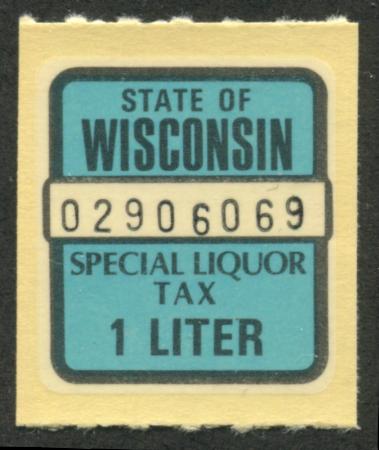 STATE OF
WISCONSIN
02906069
SPECIAL LIQUOR
TAX
1 LITER